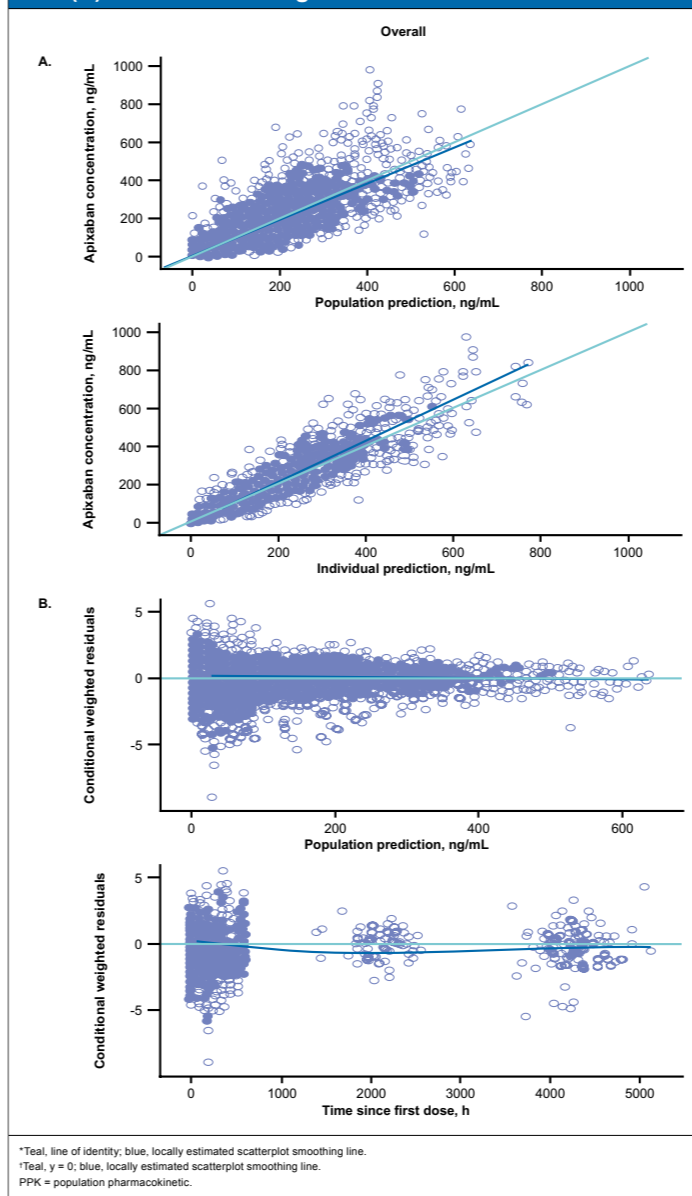 Overall
A.
1000
800
600
400
200
0
Apixaban concentration, ng/mL
0 200 400 600 800 1000
Population prediction, ng/mL
1000
800
600
400
200
0
Apixaban concentration, ng/mL
0 200 400 600 800 1000
Individual prediction, ng/mL
B.
5
0
-5
Conditional weighted residuals
0 200 400 600
Population prediction, ng/mL
5
0
-5
Conditional weighted residuals
0 1000 2000 3000 4000 5000
Time since first dose, h
*Teal, line of identity; blue, locally estimated scatterplot smoothing line.
†Teal, y = 0; blue, locally estimated scatterplot smoothing line.
PPK = population pharmacokinetic.